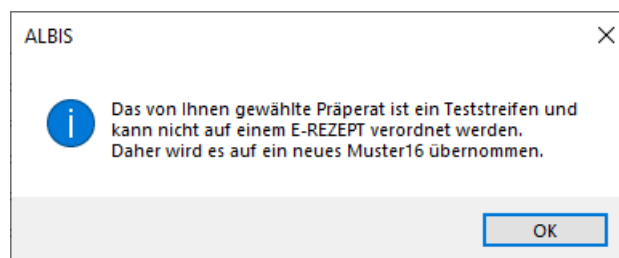 ALBIS
Das von Ihnen gewählte Präperat ist ein Teststreifen und
kann nicht auf einem E-REZEPT verordnet werden.
Daher wird es auf ein neues Muster16 übernommen.
OK